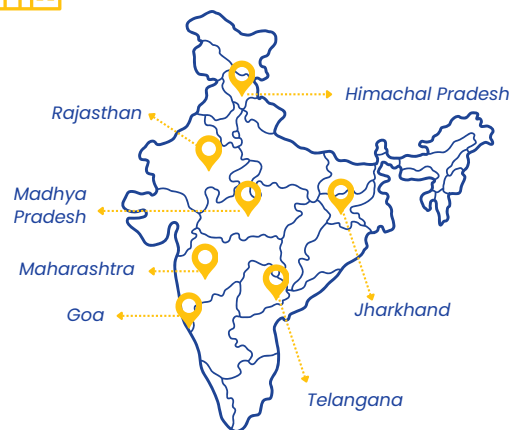 Himachal Pradesh
Rajasthan
Madhya
Pradesh
Maharashtra
Goa
Jharkhand
Telangana